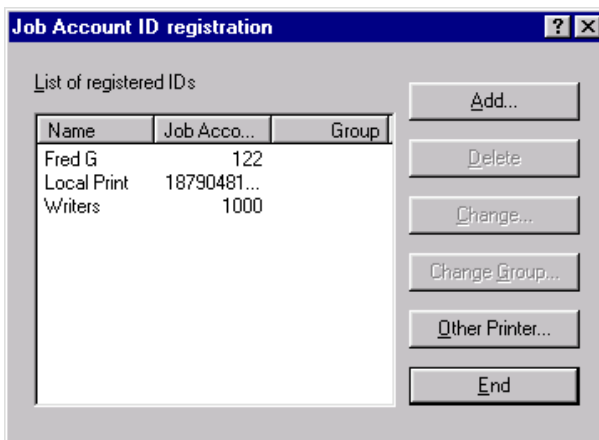 Job Account ID registration
List of registered IDs
Name Job Acco... Group
Fred G 122
Local Print 18790481...
Writers 1000
Add...
Delete
Change...
Change Group...
Other Printer...
End